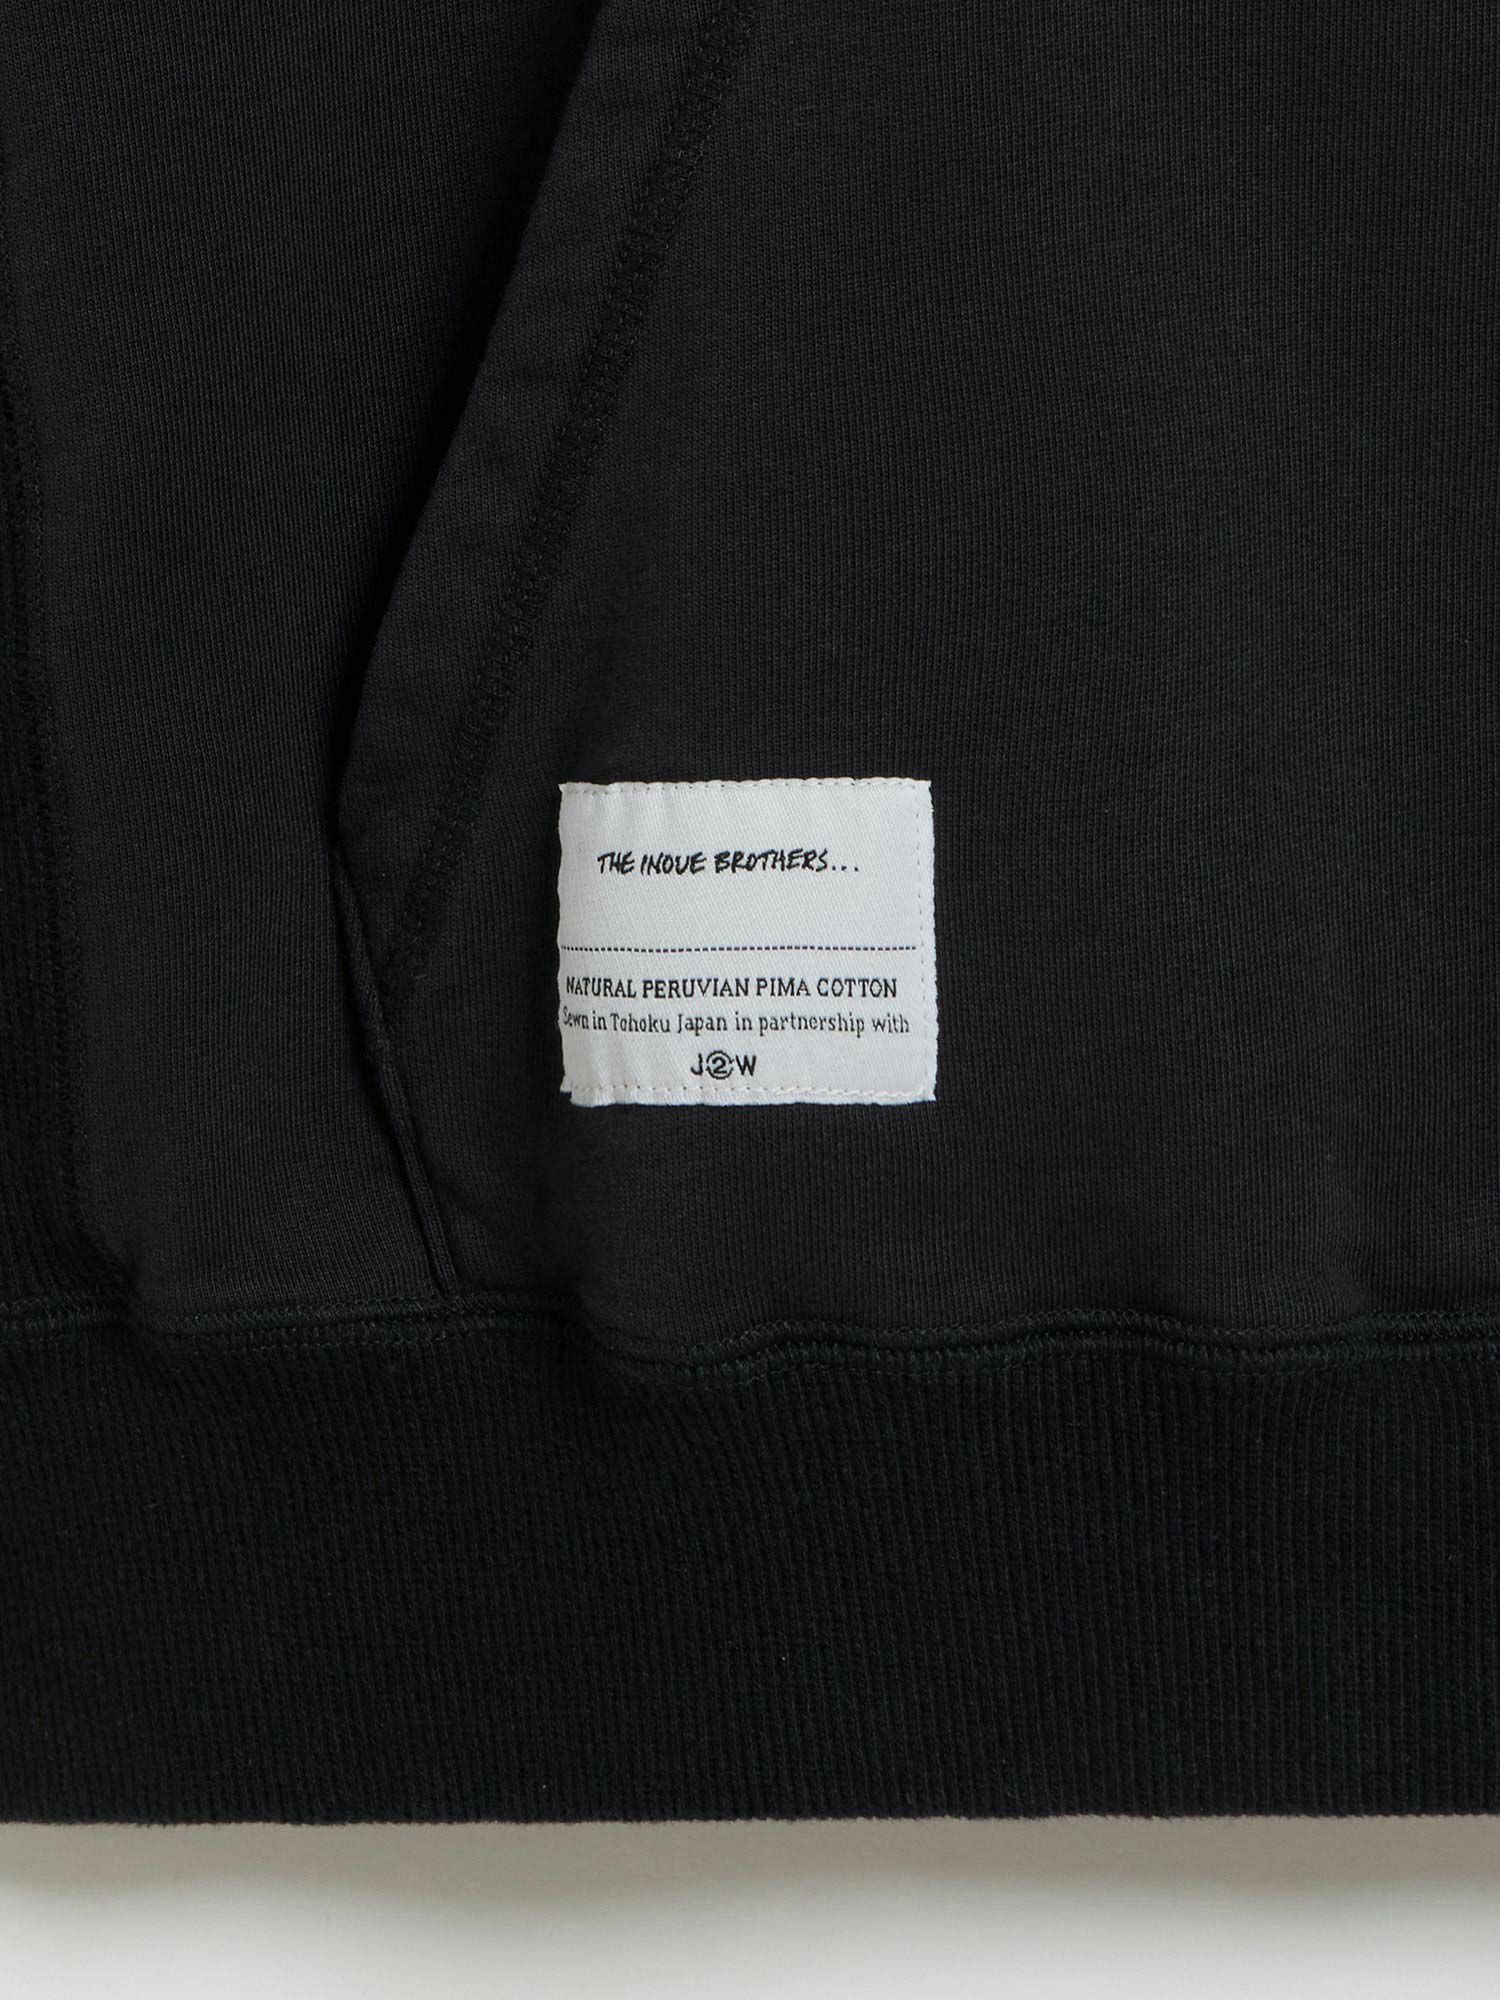 THE INOUE BROTHERS...
NATURAL PERUVIAN PIMA COTTON
Sewn in Tohoku Japan in partnership with
J②W